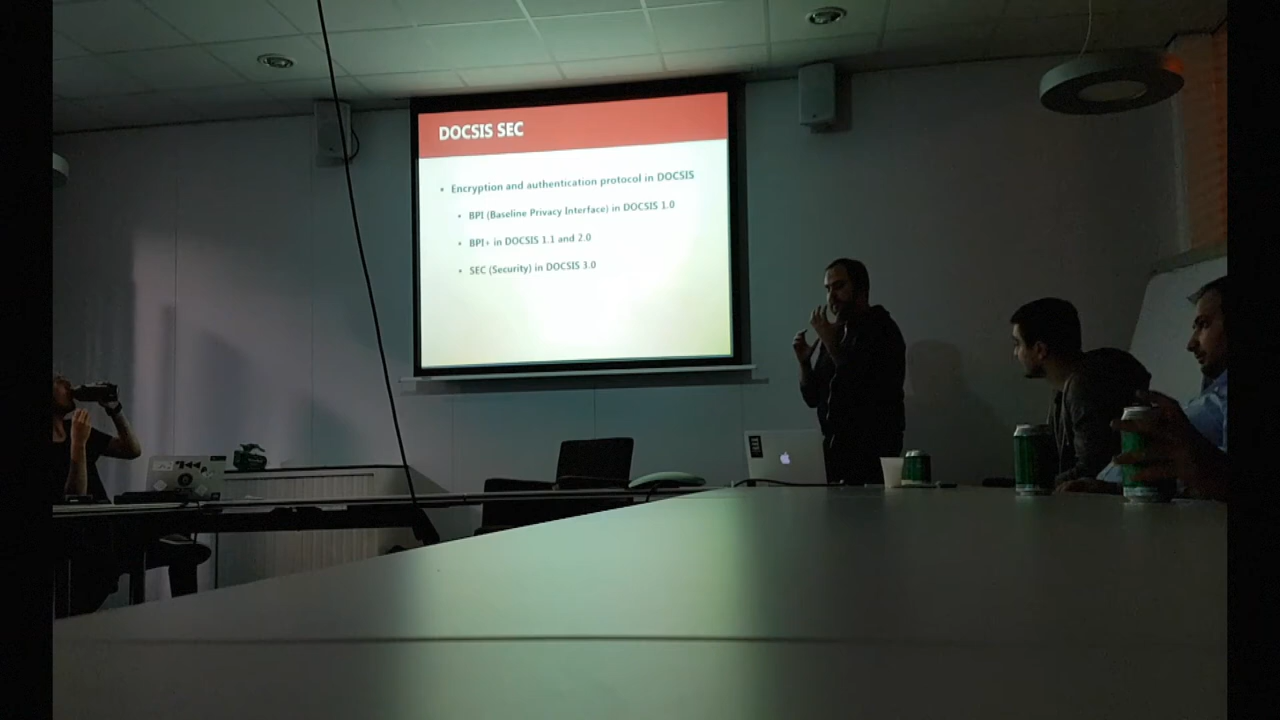 DOCSIS SEC
• Encryption and authentication protocol in DOCSIS
• BPI (Baseline Privacy Interface) in DOCSIS 1.0
• BPI+ in DOCSIS 1.1 and 2.0
• SEC (Security) in DOCSIS 3.0